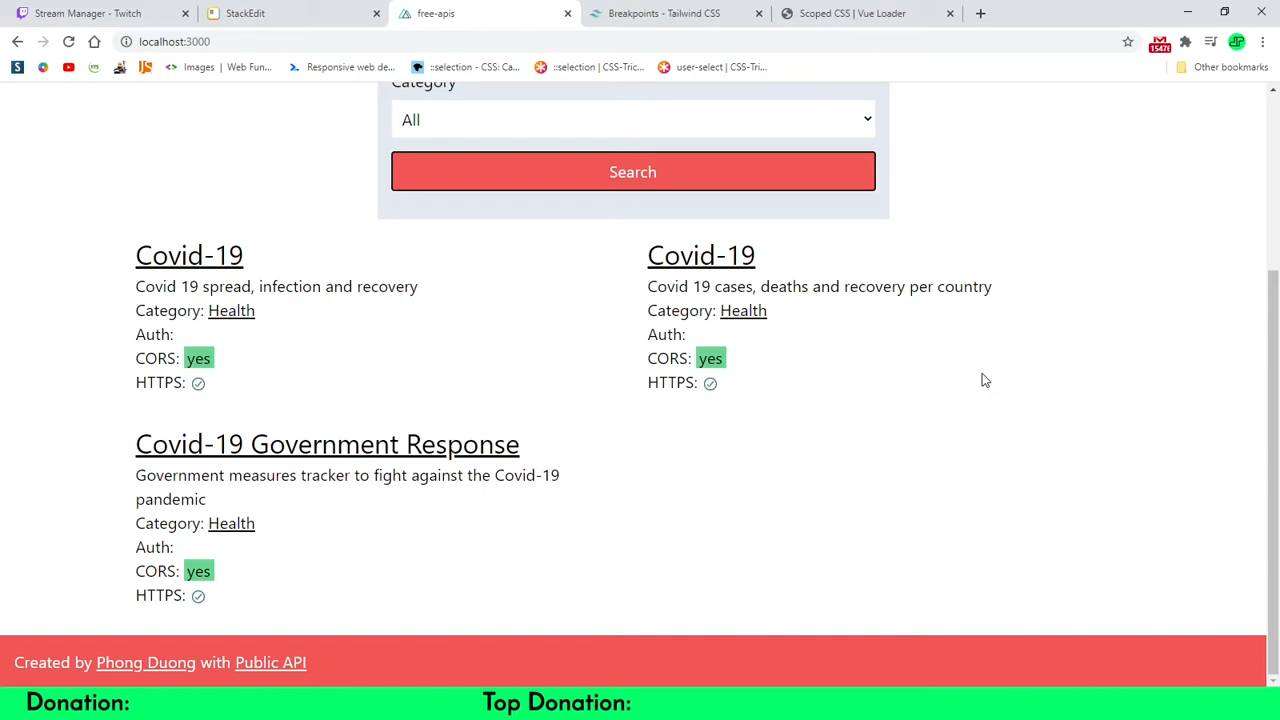 Stream Manager - Twitch
StackEdit
free-apis
Breakpoints - Tailwind CSS
Scoped CSS | Vue Loader
localhost:3000
15476
Images | Web Fun...
Responsive web de...
::selection - CSS: Ca...
::selection | CSS-Tric...
user-select | CSS-Tri...
Other bookmarks
Category
All
Search
Covid-19
Covid 19 spread, infection and recovery
Category: Health
Auth:
CORS: yes
HTTPS:
Covid-19
Covid 19 cases, deaths and recovery per country
Category: Health
Auth:
CORS: yes
HTTPS:
Covid-19 Government Response
Government measures tracker to fight against the Covid-19
pandemic
Category: Health
Auth:
CORS: yes
HTTPS:
Created by Phong Duong with Public API
Donation:
Top Donation: